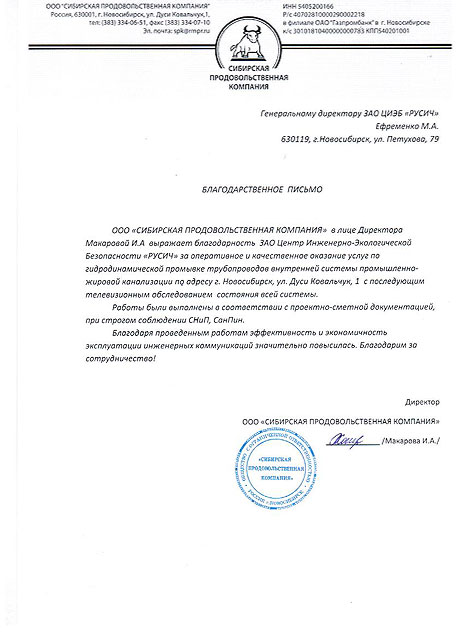 ООО "СИБИРСКАЯ ПРОДОВОЛЬСТВЕННАЯ КОМПАНИЯ"
Россия, 630001, г. Новосибирск, ул. Дуси Ковальчук,1,
тел: (383) 334-06-51, факс (383) 334-07-10
Эл. почта: spk@rmpr.ru
ИНН 5405200166
Р/с 40702810000290002218
в филиале ОАО"Газпромбанк" в г. Новосибирске
к/с 30101810400000000783 КПП540201001
СИБИРСКАЯ
ПРОДОВОЛЬСТВЕННАЯ
КОМПАНИЯ
Генеральному директору ЗАО ЦИЭБ «РУСИЧ»
Ефременко М.А.
630119, г.Новосибирск, ул. Петухова, 79
БЛАГОДАРСТВЕННОЕ ПИСЬМО
ООО «СИБИРСКАЯ ПРОДОВОЛЬСТВЕННАЯ КОМПАНИЯ» в лице Директора
Макаровой И.А выражает благодарность ЗАО Центр Инженерно-Экологической
Безопасности «РУСИЧ» за оперативное и качественное оказание услуг по
гидродинамической промывке трубопроводов внутренней системы промышленно-
жировой канализации по адресу г. Новосибирск, ул. Дуси Ковальчук, 1 с последующим
телевизионным обследованием состояния всей системы.
Работы были выполнены в соответствии с проектно-сметной документацией,
при строгом соблюдении СНиП, СанПин.
Благодаря проведенным работам эффективность и экономичность
эксплуатации инженерных коммуникаций значительно повысилась. Благодарим за
сотрудничество!
Директор
ООО «СИБИРСКАЯ ПРОДОВОЛЬСТВЕННАЯ КОМПАНИЯ»
/Макарова И.А./
ОБЩЕСТВО С ОГРАНИЧЕННОЙ ОТВЕТСТВЕННОСТЬЮ
«СИБИРСКАЯ
ПРОДОВОЛЬСТВЕННАЯ
КОМПАНИЯ»
РОССИЯ г.НОВОСИБИРСК